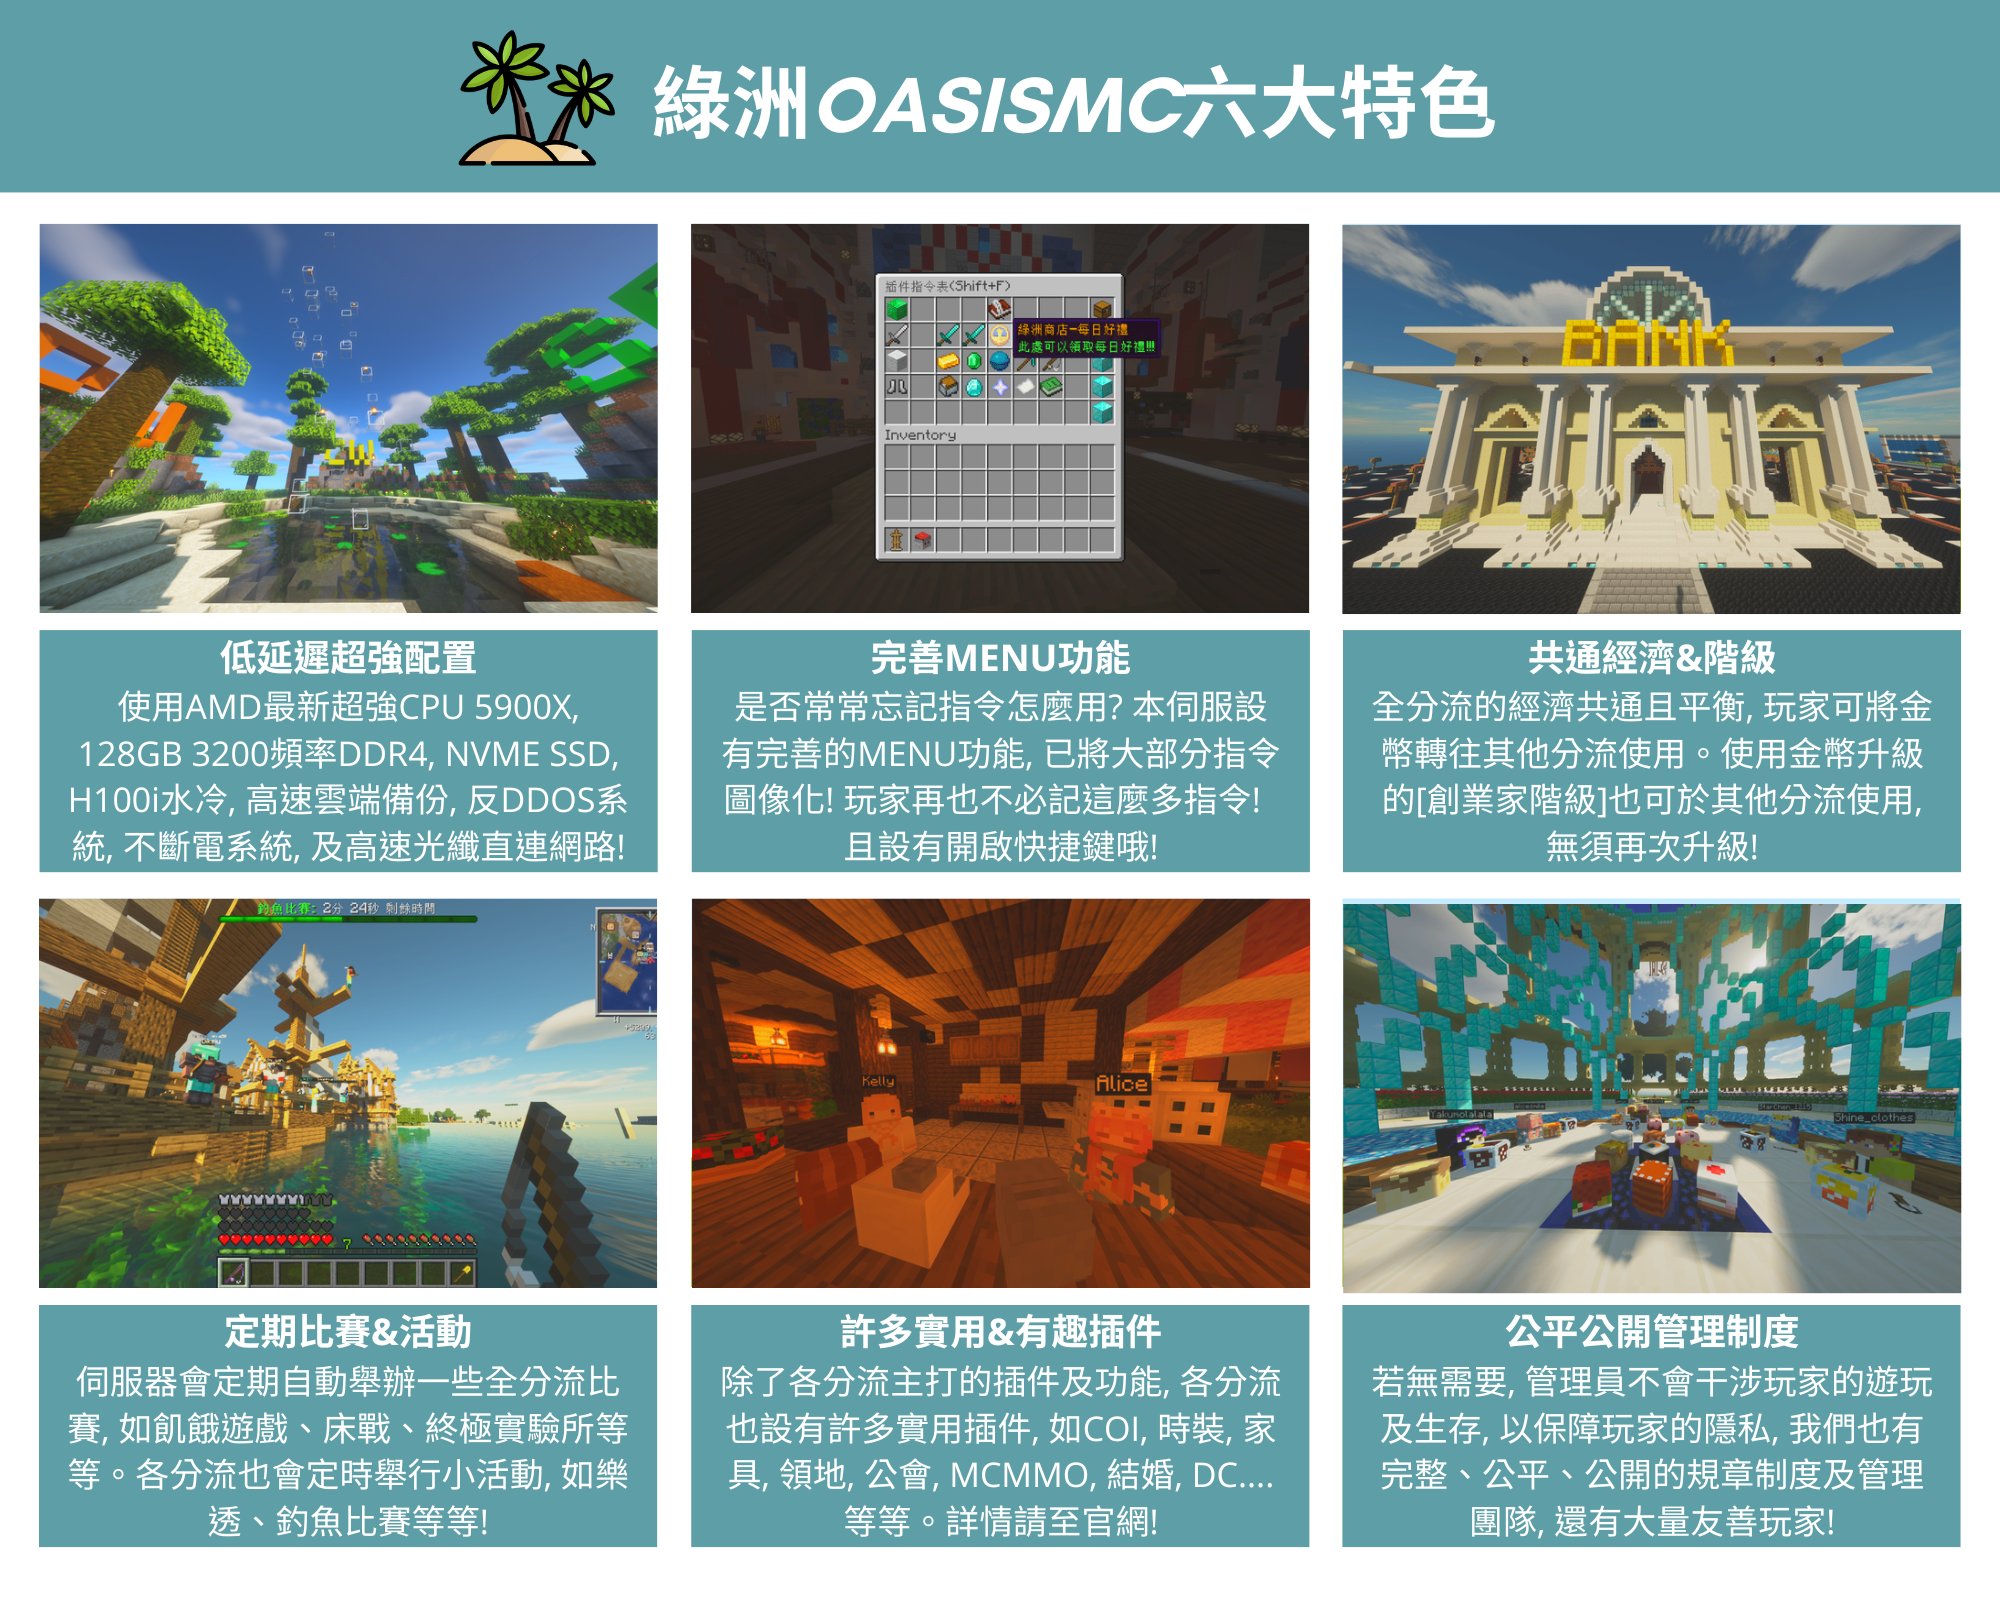 綠洲OASISMC六大特色
插件指令表(Shift+F)
綠洲商店-每日好禮
此處可以領取每日好禮!!!
Inventory
BANK
低延遲超強配置
使用AMD最新超強CPU 5900X,
128GB 3200頻率DDR4, NVME SSD,
H100i水冷, 高速雲端備份, 反DDOS系
統, 不斷電系統, 及高速光纖直連網路!
完善MENU功能
是否常常忘記指令怎麼用? 本伺服設
有完善的MENU功能, 已將大部分指令
圖像化! 玩家再也不必記這麼多指令!
且設有開啟快捷鍵哦!
共通經濟&階級
全分流的經濟共通且平衡, 玩家可將金
幣轉往其他分流使用。使用金幣升級
的[創業家階級]也可於其他分流使用,
無須再次升級!
釣魚比賽: 2分 24秒 剩餘時間
7
Kelly
Alice
Yakumolalala
Shine_clothes
定期比賽&活動
伺服器會定期自動舉辦一些全分流比
賽, 如飢餓遊戲、床戰、終極實驗所等
等。各分流也會定時舉行小活動, 如樂
透、釣魚比賽等等!
許多實用&有趣插件
除了各分流主打的插件及功能, 各分流
也設有許多實用插件, 如COI, 時裝, 家
具, 領地, 公會, MCMMO, 結婚, DC....
等等。詳情請至官網!
公平公開管理制度
若無需要, 管理員不會干涉玩家的遊玩
及生存, 以保障玩家的隱私, 我們也有
完整、公平、公開的規章制度及管理
團隊, 還有大量友善玩家!